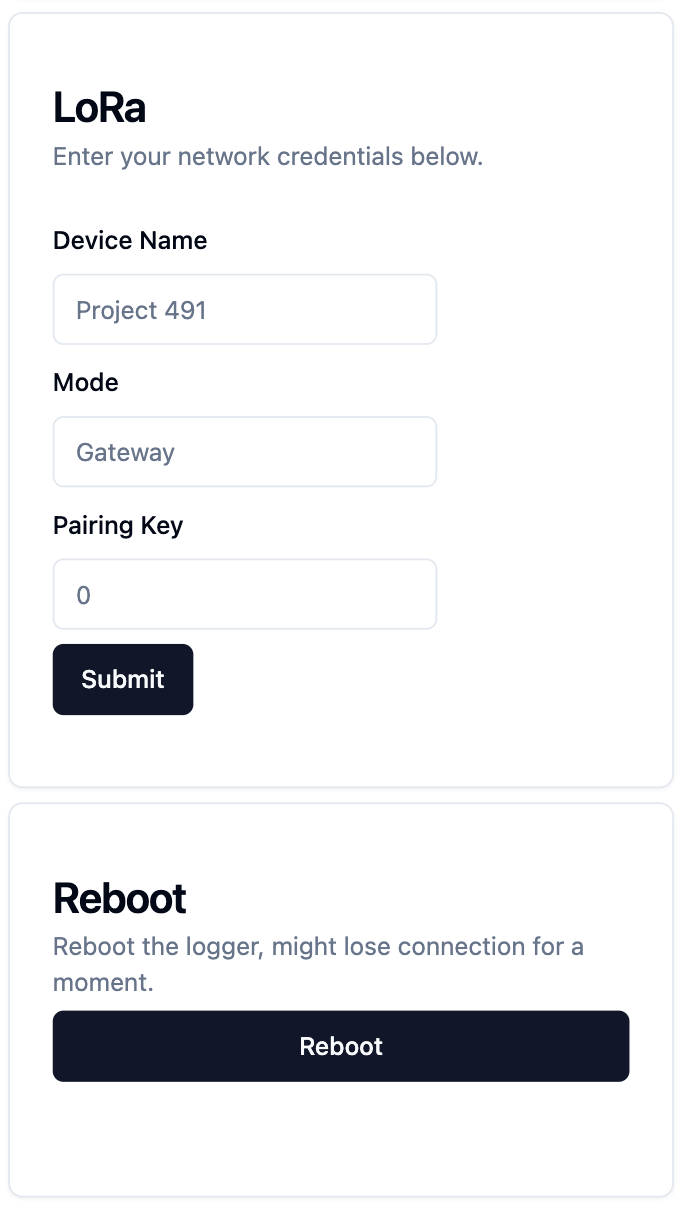 LoRa
Enter your network credentials below.
Device Name
Project 491
Mode
Gateway
Pairing Key
0
Submit
Reboot
Reboot the logger, might lose connection for a
moment.
Reboot